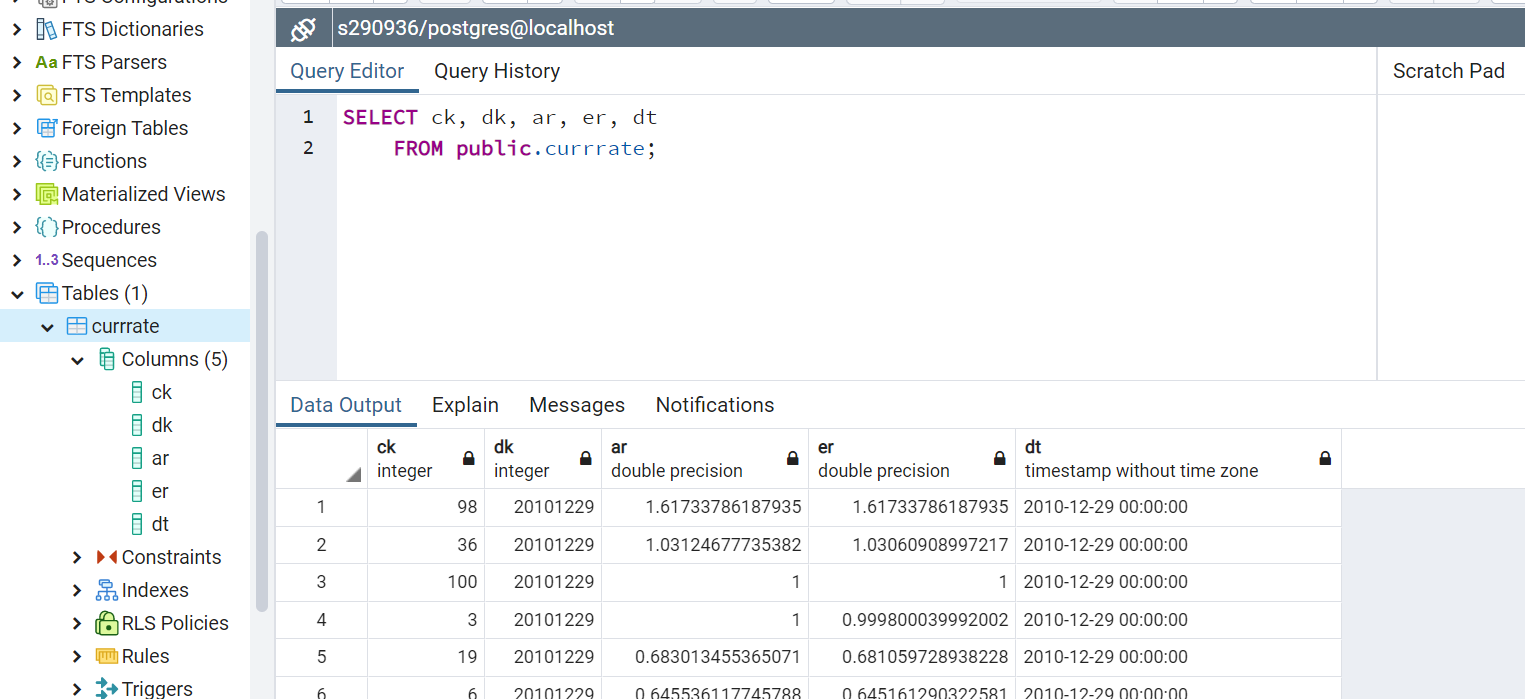 FTS Configurations
FTS Dictionaries
Aa FTS Parsers
FTS Templates
Foreign Tables
Functions
Materialized Views
Procedures
1..3 Sequences
Tables (1)
currrate
Columns (5)
ck
dk
ar
er
dt
Constraints
Indexes
RLS Policies
Rules
Triggers
s290936/postgres@localhost
Query Editor Query History
Scratch Pad
1 SELECT ck, dk, ar, er, dt
2 FROM public.currrate;
Data Output Explain Messages Notifications
ck dk ar er dt
integer integer double precision double precision timestamp without time zone
1 98 20101229 1.61733786187935 1.61733786187935 2010-12-29 00:00:00
2 36 20101229 1.03124677735382 1.03060908997217 2010-12-29 00:00:00
3 100 20101229 1 1 2010-12-29 00:00:00
4 3 20101229 1 0.999800039992002 2010-12-29 00:00:00
5 19 20101229 0.683013455365071 0.681059728938228 2010-12-29 00:00:00
6 6 20101229 0.645536117745788 0.645161290322581 2010-12-29 00:00:00